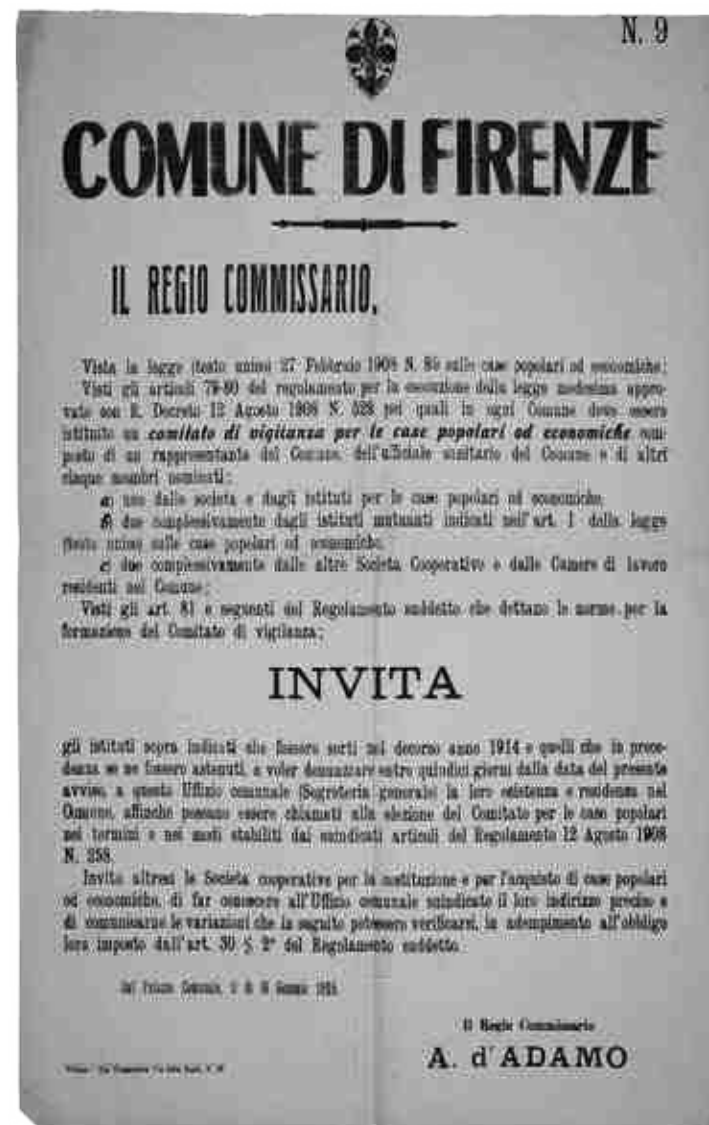 N. 9
COMUNE DI FIRENZE
IL REGIO COMMISSARIO,
Vista la legge (testo unico) 27 Febbraio 1908 N. 89 sulle case popolari od economiche;
Visti gli articoli 79-80 del regolamento per la esecuzione della legge medesima appro-
vato con R. Decreto 12 Agosto 1908 N. 528 pei quali in ogni Comune deve essere
istituito un comitato di vigilanza per le case popolari od economiche com-
posto di un rappresentante del Comune, dell'ufficiale sanitario del Comune e di altri
cinque membri nominati:
a) uno dalle società e dagli istituti per le case popolari ed economiche.
b) due complessivamente dagli istituti mutuanti indicati nell'art. 1 della legge
(testo unico) sulle case popolari od economiche.
c) due complessivamente dalle altre Società Cooperative e dalle Camere di lavoro
residenti nel Comune;
Visti gli art. 81 e seguenti del Regolamento suddetto che dettano le norme per la
formazione del Comitato di vigilanza;
INVITA
gli istituti sopra indicati che fossero sorti nel decorso anno 1914 e quelli che in prece-
denza se ne fossero astenuti, a voler denunziare entro quindici giorni dalla data del presente
avviso, a questo Uffizio comunale (Segreteria generale) la loro esistenza e residenza nel
Comune, affinchè possano essere chiamati alla elezione del Comitato per le case popolari
nei termini e nei modi stabiliti dai suindicati articoli del Regolamento 12 Agosto 1908
N. 258.
Invita altresì le Società cooperative per la costituzione e per l'acquisto di case popolari
od economiche, di far conoscere all'Uffizio comunale suindicato il loro indirizzo preciso e
di comunicarne le variazioni che in seguito potessero verificarsi, in adempimento all'obbligo
loro imposto dall'art. 30 § 2º del Regolamento suddetto.
Dal Palazzo Comunale, Gennaio
Il Regio Commissario
A. d'ADAMO